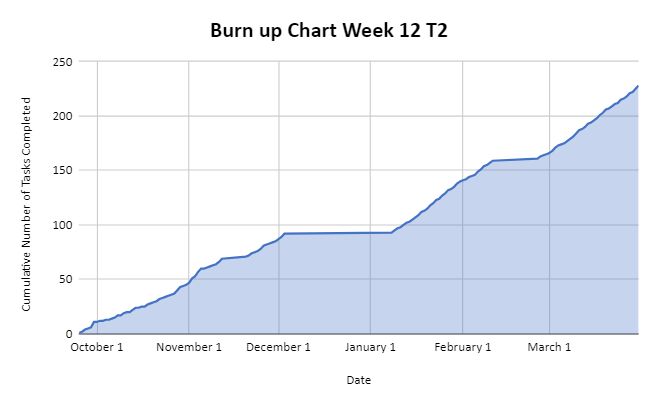 Burn up Chart Week 12 T2
Cumulative Number of Tasks Completed
250
200
150
100
50
0
October 1
November 1
December 1
January 1
February 1
March 1
Date